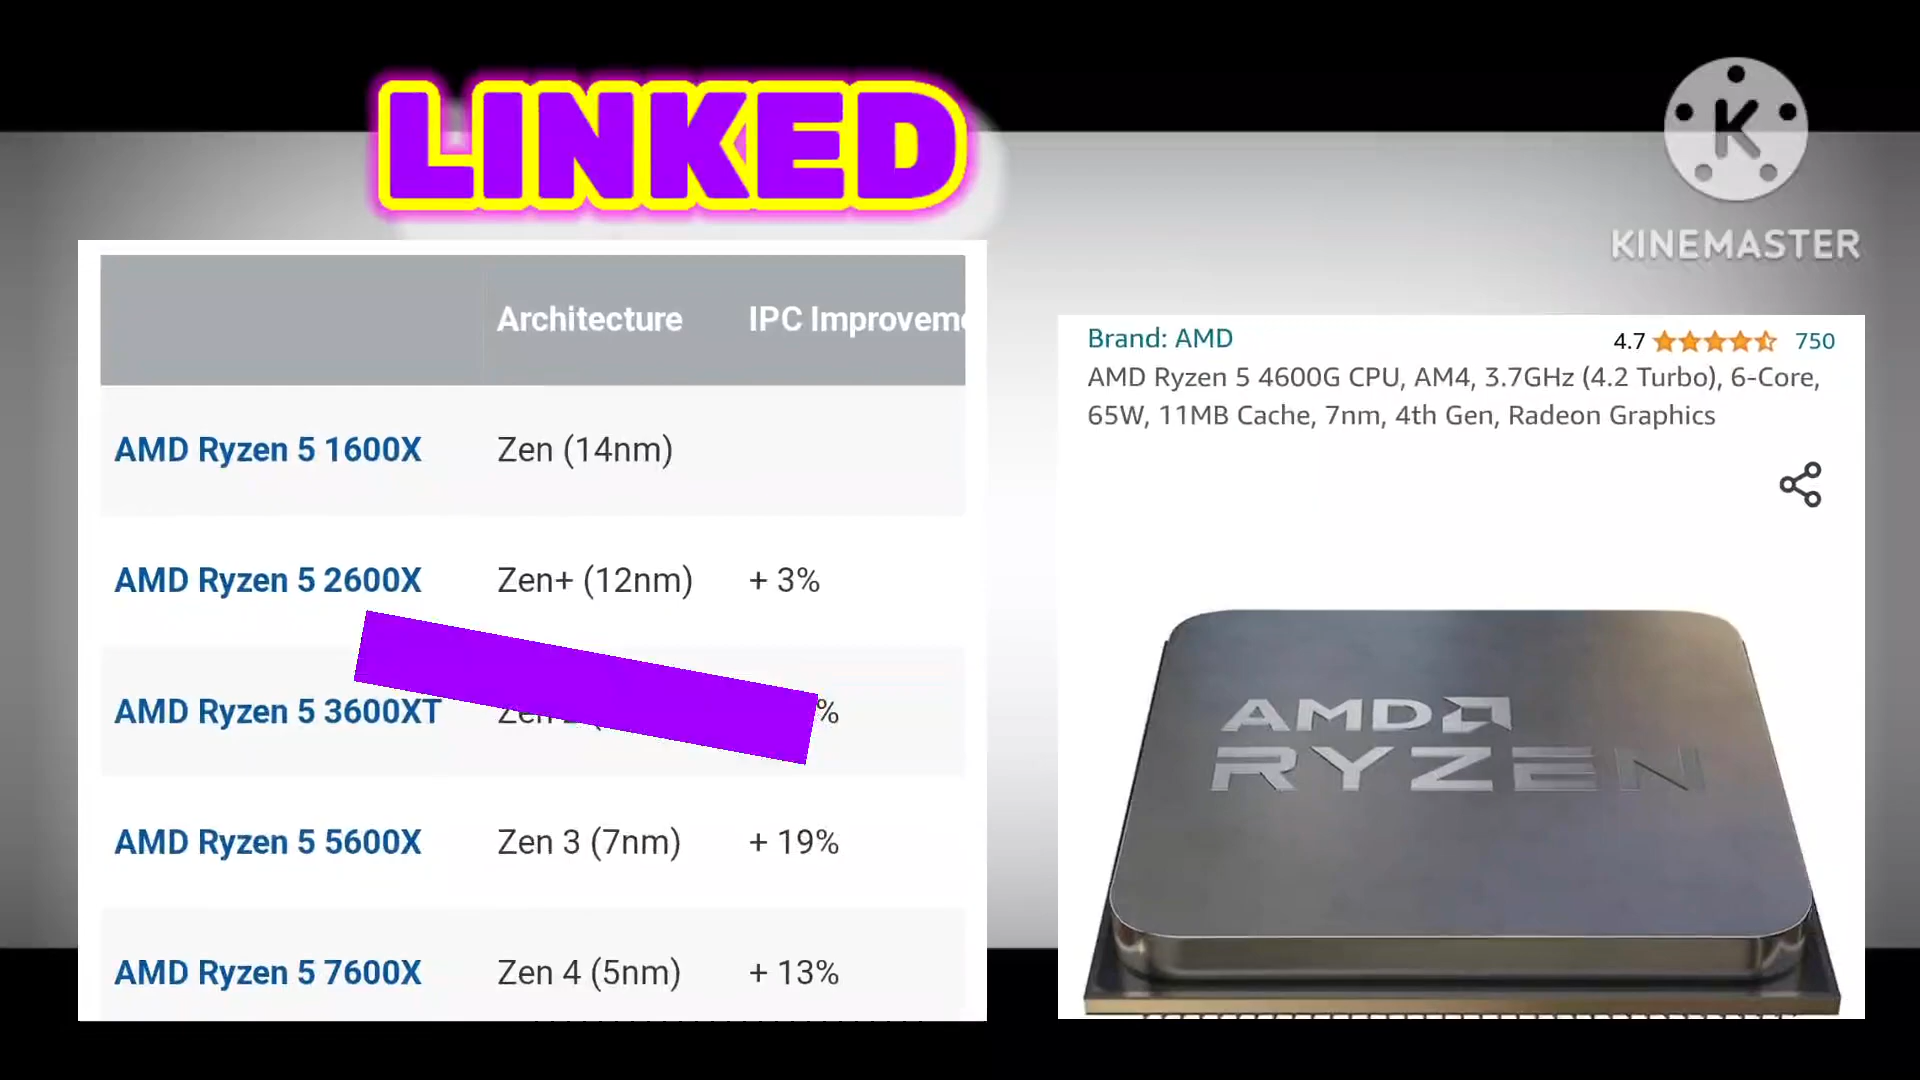 LINKED
K
KINEMASTER
Architecture IPC Improveme
AMD Ryzen 5 1600X Zen (14nm)
AMD Ryzen 5 2600X Zen+ (12nm) + 3%
AMD Ryzen 5 3600XT %
AMD Ryzen 5 5600X Zen 3 (7nm) + 19%
AMD Ryzen 5 7600X Zen 4 (5nm) + 13%
Brand: AMD 4.7 750
AMD Ryzen 5 4600G CPU, AM4, 3.7GHz (4.2 Turbo), 6-Core,
65W, 11MB Cache, 7nm, 4th Gen, Radeon Graphics
AMD
RYZEN